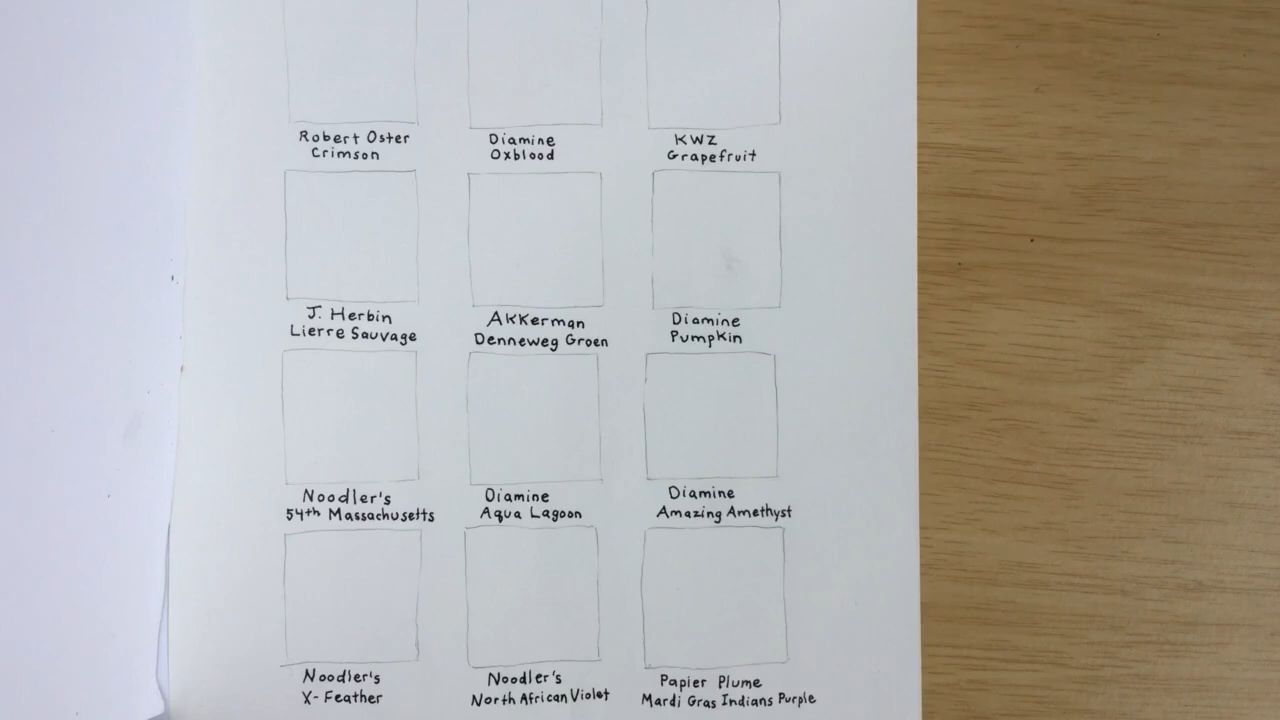 Robert Oster
Crimson
Diamine
Oxblood
KWZ
Grapefruit
J. Herbin
Lierre Sauvage
Akkerman
Denneweg Groen
Diamine
Pumpkin
Noodler's
54th Massachusetts
Diamine
Aqua Lagoon
Diamine
Amazing Amethyst
Noodler's
X-Feather
Noodler's
North African Violet
Papier Plume
Mardi Gras Indians Purple